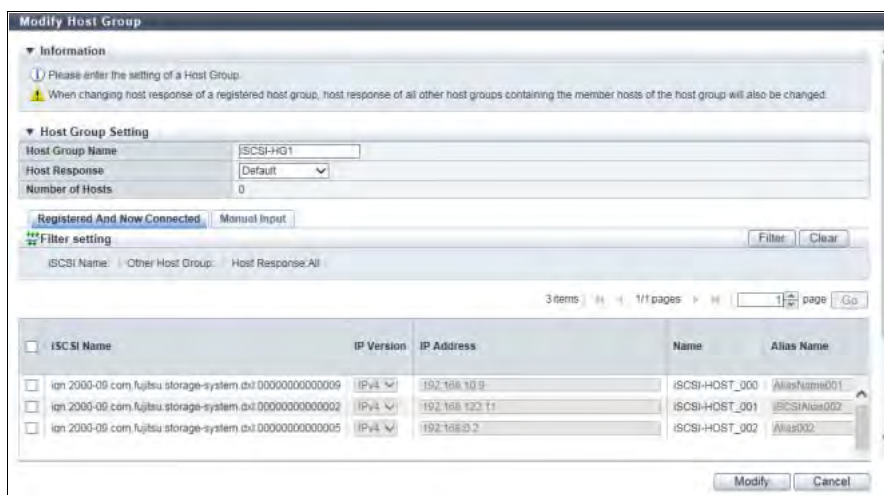 Modify Host Group
Information
Please enter the setting of a Host Group.
When changing host response of a registered host group, host response of all other host groups containing the member hosts of the host group will also be changed.
Host Group Setting
Host Group Name iSCSI-HG1
Host Response Default
Number of Hosts 0
Registered And Now Connected Manual Input
Filter setting Filter Clear
iSCSI Name: Other Host Group: Host Response:All
3 items 1/1 pages 1 page Go
iSCSI Name IP Version IP Address Name Alias Name
iqn.2000-09.com.fujitsu.storage-system.dxl:00000000000009 IPv4 192.168.10.9 iSCSI-HOST_000 AliasName001
iqn.2000-09.com.fujitsu.storage-system.dxl:00000000000002 IPv4 192.168.122.11 iSCSI-HOST_001 iSCSIAlias002
iqn.2000-09.com.fujitsu.storage-system.dxl:00000000000005 IPv4 192.168.0.2 iSCSI-HOST_002 Alias002
Modify Cancel